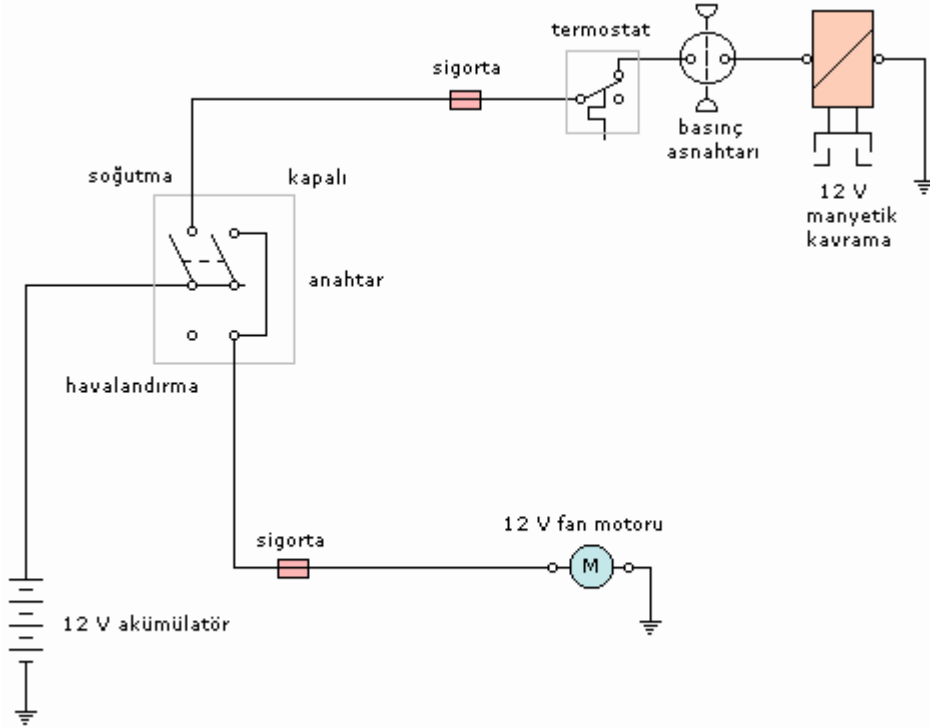 termostat
sigorta
basınç
asnahtarı
soğutma
kapalı
12 V
manyetik
kavrama
anahtar
havalandırma
12 V fan motoru
sigorta
M
12 V akümülatör